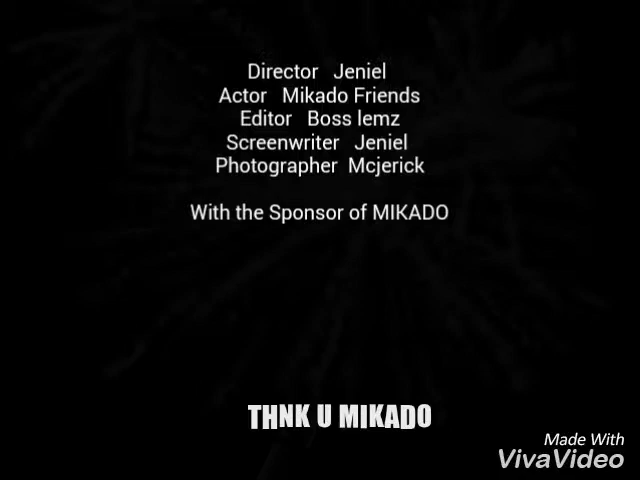 Director Jeniel
Actor Mikado Friends
Editor Boss lemz
Screenwriter Jeniel
Photographer Mcjerick
With the Sponsor of MIKADO
THNK U MIKADO
Made With
VivaVideo